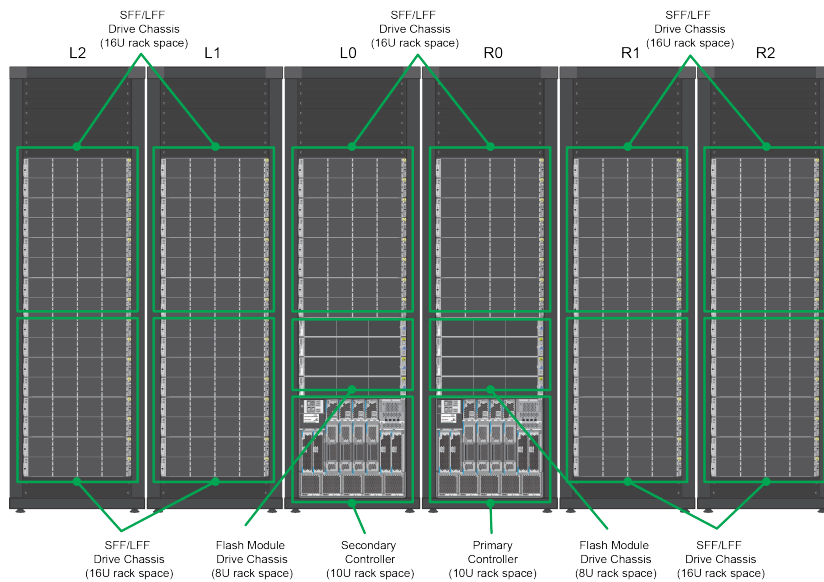 SFF/LFF
Drive Chassis
(16U rack space)
SFF/LFF
Drive Chassis
(16U rack space)
SFF/LFF
Drive Chassis
(16U rack space)
L2
L1
L0
R0
R1
R2
SFF/LFF
Drive Chassis
(16U rack space)
Flash Module
Drive Chassis
(8U rack space)
Secondary
Controller
(10U rack space)
Primary
Controller
(10U rack space)
Flash Module
Drive Chassis
(8U rack space)
SFF/LFF
Drive Chassis
(16U rack space)